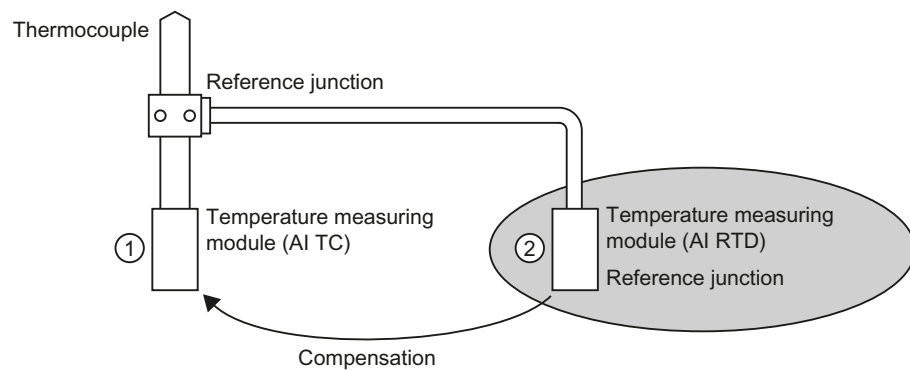 Thermocouple
Reference junction
1
Temperature measuring
module (AI TC)
2
Temperature measuring
module (AI RTD)
Reference junction
Compensation